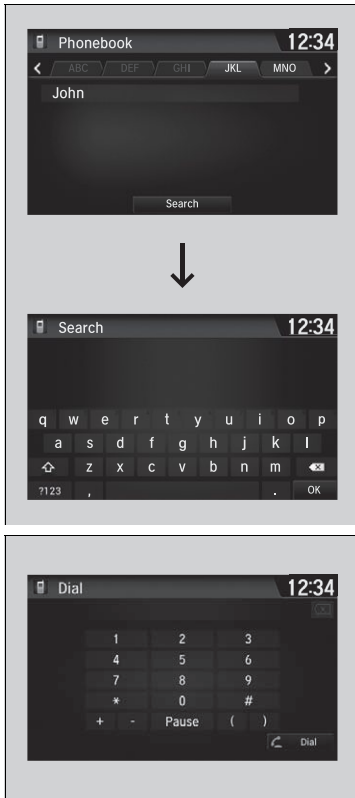 Phonebook 12:34
< ABC DEF GHI JKL MNO >
John
Search
Search 12:34
q w e r t y u i o p
a s d f g h j k l
z x c v b n m
?123 , . OK
Dial 12:34
1 2 3
4 5 6
7 8 9
* 0 #
+ - Pause ( )
Dial